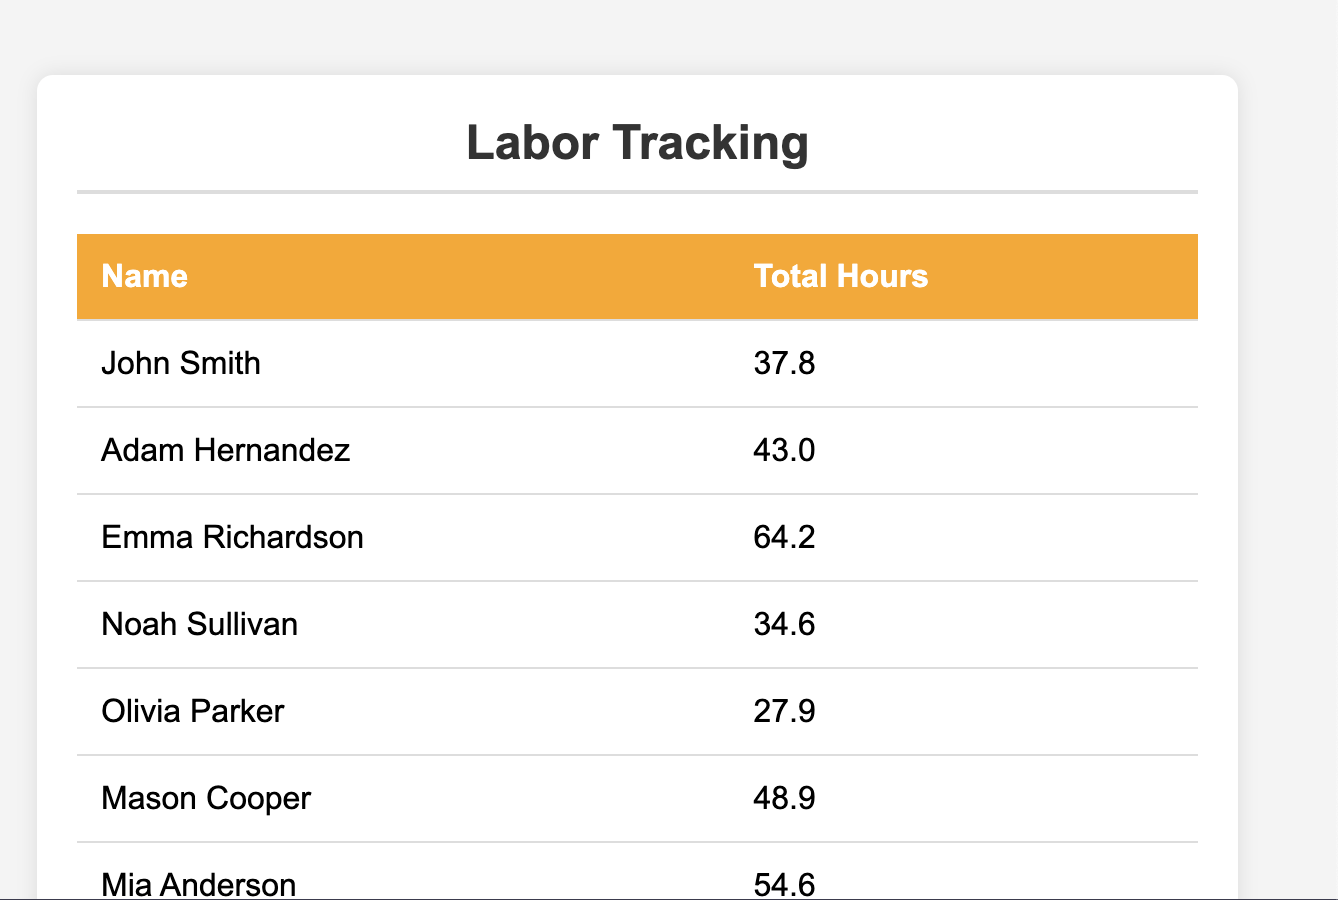 Labor Tracking
Name Total Hours
John Smith 37.8
Adam Hernandez 43.0
Emma Richardson 64.2
Noah Sullivan 34.6
Olivia Parker 27.9
Mason Cooper 48.9
Mia Anderson 54.6